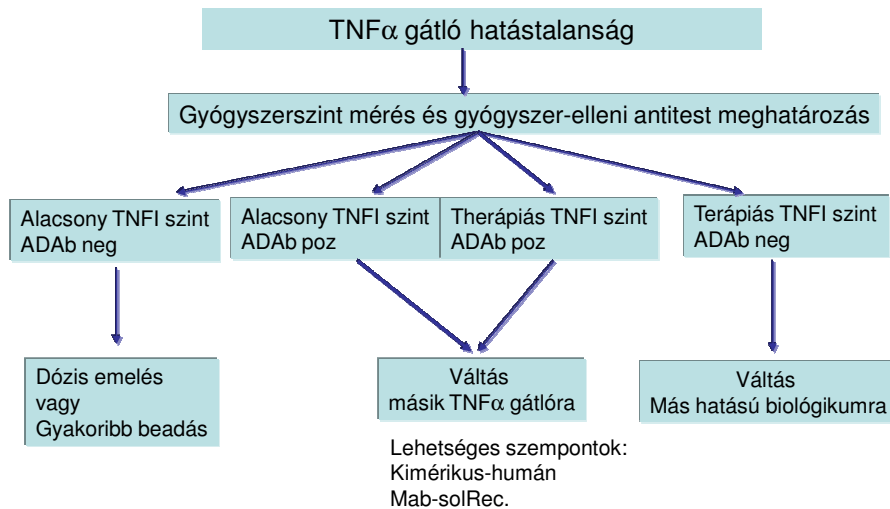 TNFα gátló hatástalanság
Gyógyszerszint mérés és gyógyszer-elleni antitest meghatározás
Alacsony TNFI szint
ADAb neg
Alacsony TNFI szint
ADAb poz
Therápiás TNFI szint
ADAb poz
Terápiás TNFI szint
ADAb neg
Dózis emelés
vagy
Gyakoribb beadás
Váltás
másik TNFα gátlóra
Váltás
Más hatású biológikumra
Lehetséges szempontok:
Kimérikus-humán
Mab-solRec.